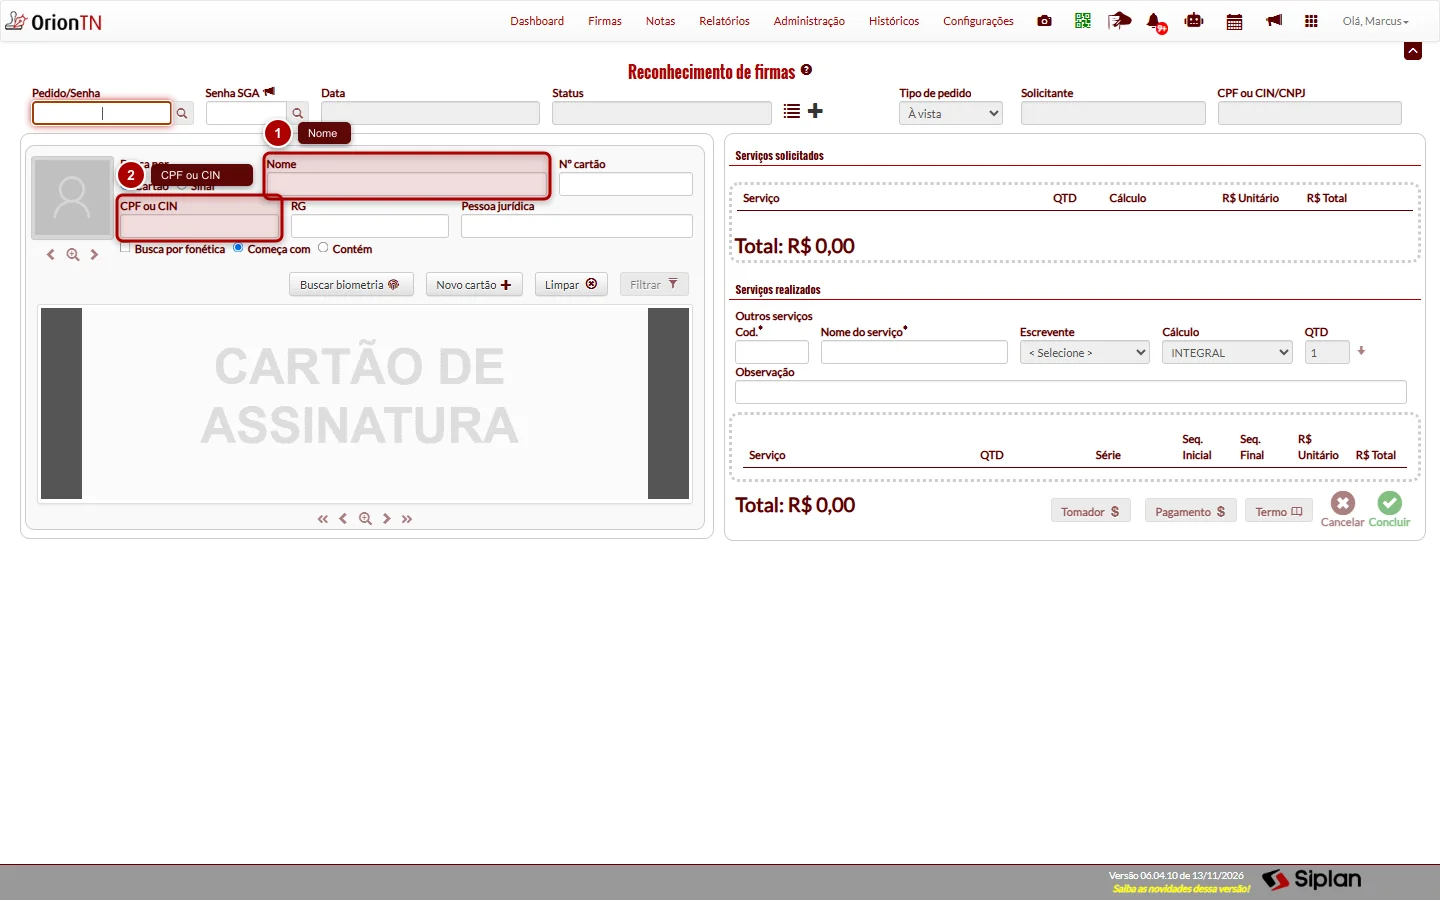 OrionTN
Dashboard Firmas Notas Relatórios Administração Históricos Configurações 9+ Olá, Marcus
Reconhecimento de firmas
Pedido/Senha Senha SGA Data Status Tipo de pedido Solicitante CPF ou CIN/CNPJ
À vista
1 Nome
Nome Nº cartão
2 CPF ou CIN
Cartão Sinal
CPF ou CIN RG Pessoa jurídica
Busca por fonética Começa com Contém
Buscar biometria Novo cartão Limpar Filtrar
CARTÃO DE
ASSINATURA
Serviços solicitados
Serviço QTD Cálculo R$ Unitário R$ Total
Total: R$ 0,00
Serviços realizados
Outros serviços
Cod.* Nome do serviço* Escrevente Cálculo QTD
< Selecione > INTEGRAL 1
Observação
Serviço QTD Série Seq. Inicial Seq. Final R$ Unitário R$ Total
Total: R$ 0,00
Tomador $ Pagamento $ Termo Cancelar Concluir
Versão 06.04.10 de 13/11/2026
Saiba as novidades dessa versão!
Siplan